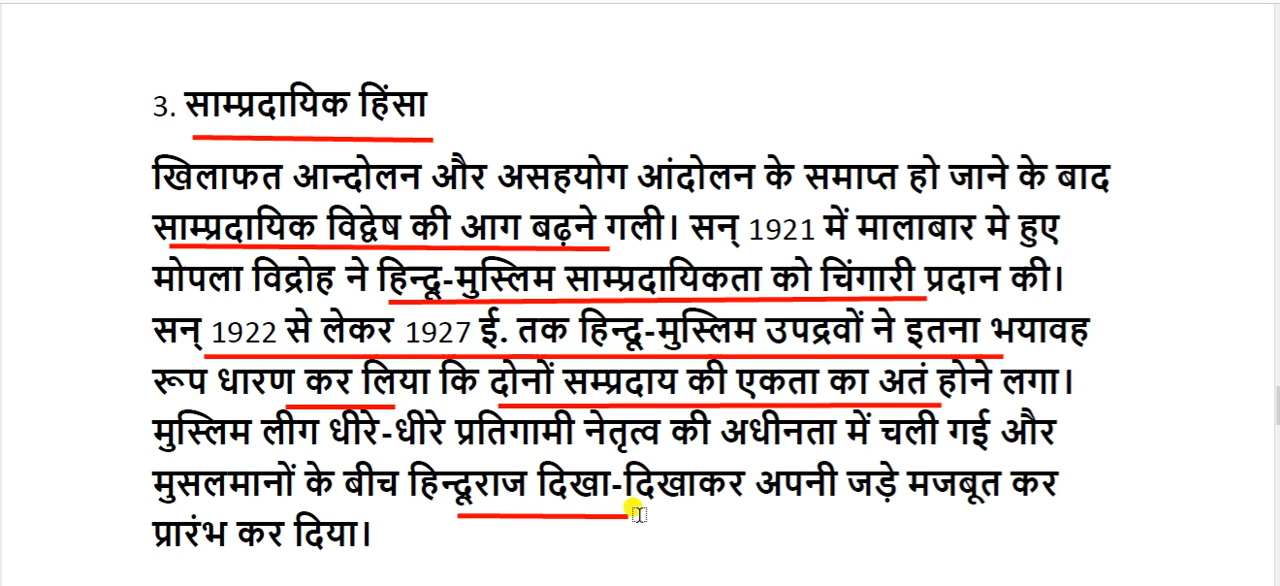 3. साम्प्रदायिक हिंसा
खिलाफत आन्दोलन और असहयोग आंदोलन के समाप्त हो जाने के बाद
साम्प्रदायिक विद्वेष की आग बढ़ने गली। सन् 1921 में मालाबार मे हुए
मोपला विद्रोह ने हिन्दू-मुस्लिम साम्प्रदायिकता को चिंगारी प्रदान की।
सन् 1922 से लेकर 1927 ई. तक हिन्दू-मुस्लिम उपद्रवों ने इतना भयावह
रूप धारण कर लिया कि दोनों सम्प्रदाय की एकता का अतं होने लगा।
मुस्लिम लीग धीरे-धीरे प्रतिगामी नेतृत्व की अधीनता में चली गई और
मुसलमानों के बीच हिन्दूराज दिखा-दिखाकर अपनी जड़े मजबूत कर
प्रारंभ कर दिया।